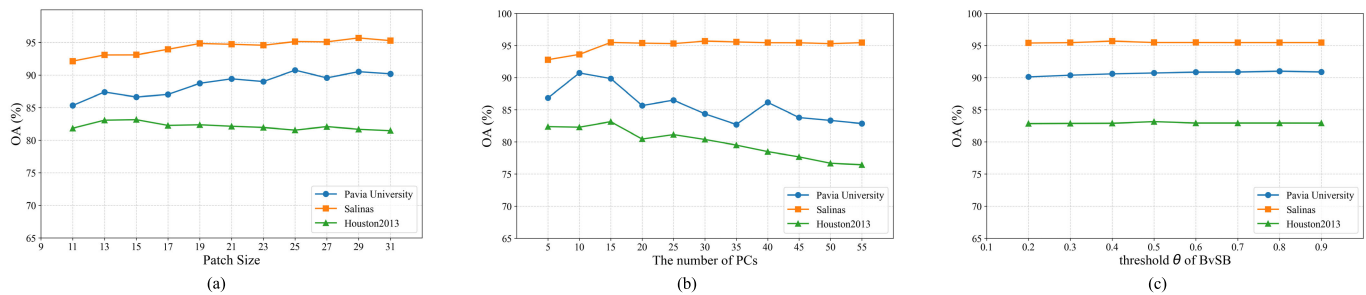 95
90
85
80
75
70
65
OA (%)
9 11 13 15 17 19 21 23 25 27 29 31
Patch Size
Pavia University
Salinas
Houston2013
(a)
100
95
90
85
80
75
70
65
OA (%)
5 10 15 20 25 30 35 40 45 50 55
The number of PCs
Pavia University
Salinas
Houston2013
(b)
100
95
90
85
80
75
70
65
OA (%)
0.1 0.2 0.3 0.4 0.5 0.6 0.7 0.8 0.9
threshold θ of BvSB
Pavia University
Salinas
Houston2013
(c)